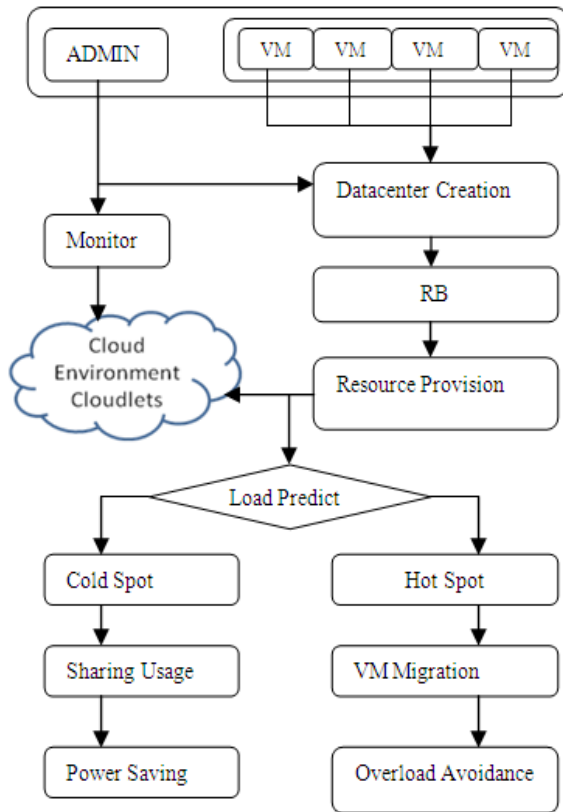 ADMIN
VM
VM
VM
VM
Datacenter Creation
Monitor
RB
Cloud
Environment
Cloudlets
Resource Provision
Load Predict
Cold Spot
Hot Spot
Sharing Usage
VM Migration
Power Saving
Overload Avoidance